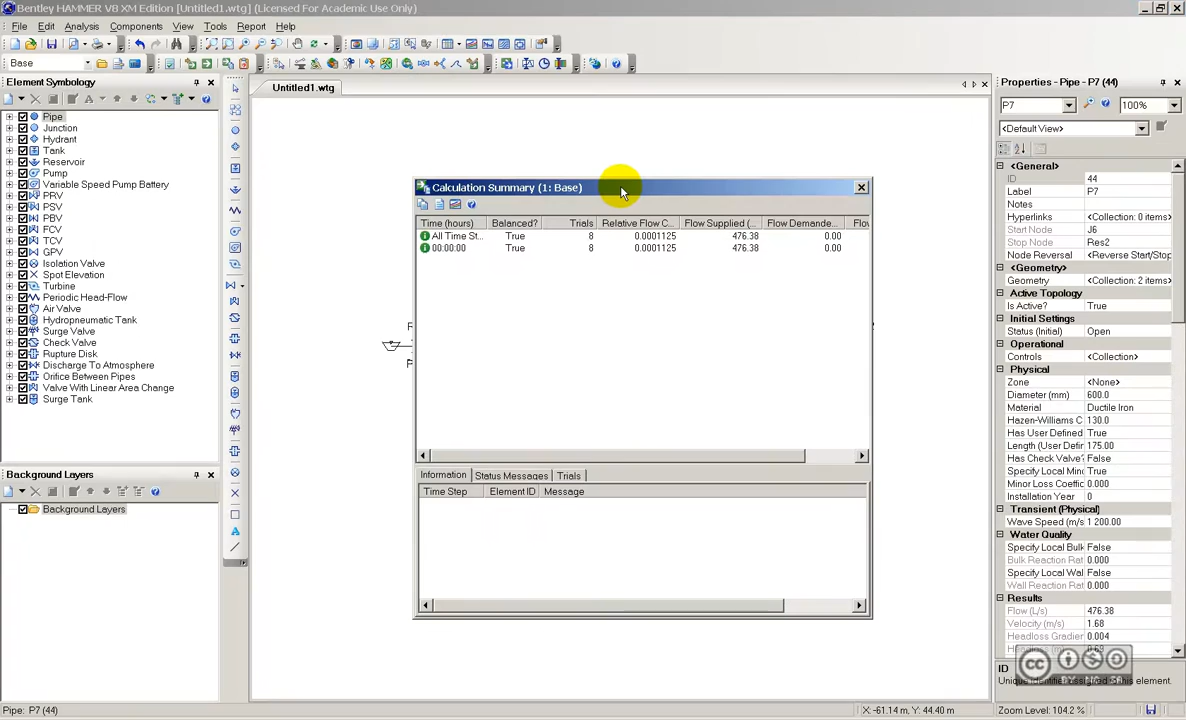 Bentley HAMMER V8 XM Edition [Untitled1.wtg] (Licensed For Academic Use Only)
File Edit Analysis Components View Tools Report Help
Base
Element Symbology
Pipe
Junction
Hydrant
Tank
Reservoir
Pump
Variable Speed Pump Battery
PRV
PSV
PBV
FCV
TCV
GPV
Isolation Valve
Spot Elevation
Turbine
Periodic Head-Flow
Air Valve
Hydropneumatic Tank
Surge Valve
Check Valve
Rupture Disk
Discharge To Atmosphere
Orifice Between Pipes
Valve With Linear Area Change
Surge Tank
Background Layers
Background Layers
Untitled1.wtg
Calculation Summary (1: Base)
Time (hours) Balanced? Trials Relative Flow C... Flow Supplied (... Flow Demande... Flow
All Time St... True 8 0.0001125 476.38 0.00
00:00:00 True 8 0.0001125 476.38 0.00
Information Status Messages Trials
Time Step Element ID Message
Properties - Pipe - P7 (44)
P7 100%
<Default View>
<General>
ID 44
Label P7
Notes
Hyperlinks <Collection: 0 items>
Start Node J6
Stop Node Res2
Node Reversal <Reverse Start/Stop
<Geometry>
Geometry <Collection: 2 items>
Active Topology
Is Active? True
Initial Settings
Status (Initial) Open
Operational
Controls <Collection>
Physical
Zone <None>
Diameter (mm) 600.0
Material Ductile Iron
Hazen-Williams C 130.0
Has User Defined True
Length (User Defir 175.00
Has Check Valve? False
Specify Local Mino True
Minor Loss Coeffic 0.000
Installation Year 0
Transient (Physical)
Wave Speed (m/s 1 200.00
Water Quality
Specify Local Bulk False
Bulk Reaction Rat 0.000
Specify Local Wal False
Wall Reaction Rat 0.000
Results
Flow (L/s) 476.38
Velocity (m/s) 1.68
Headloss Gradier 0.004
ID
cc
BY NC SA
Pipe: P7 (44)
X: -61.14 m, Y: 44.40 m
Zoom Level: 104.2 %